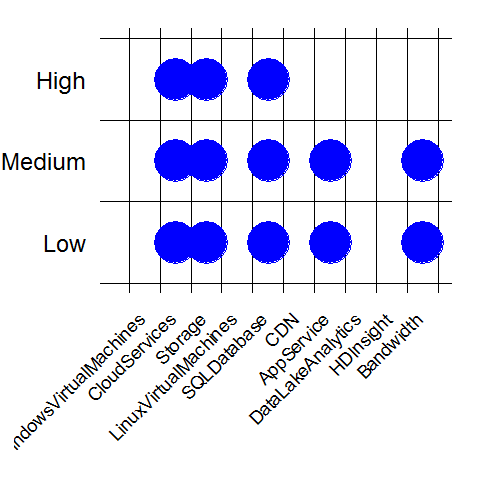 High
Medium
Low
ndowsVirtualMachines
CloudServices
Storage
LinuxVirtualMachines
SQLDatabase
CDN
AppService
DataLakeAnalytics
HDInsight
Bandwidth